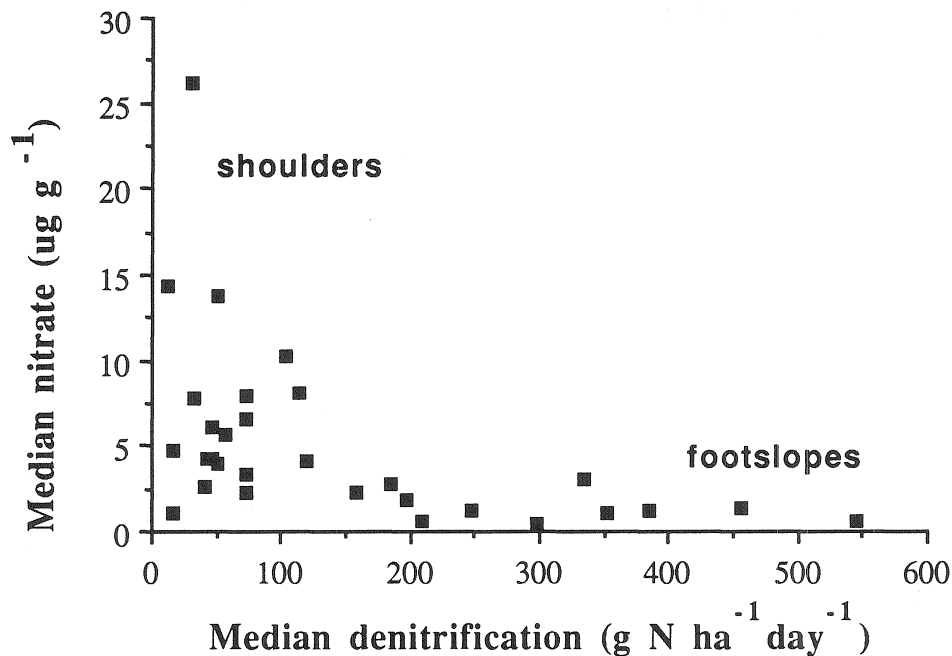 30
25
20
15
10
5
0
Median nitrate (ug g -1)
shoulders
footslopes
0 100 200 300 400 500 600
Median denitrification (g N ha -1 day -1)